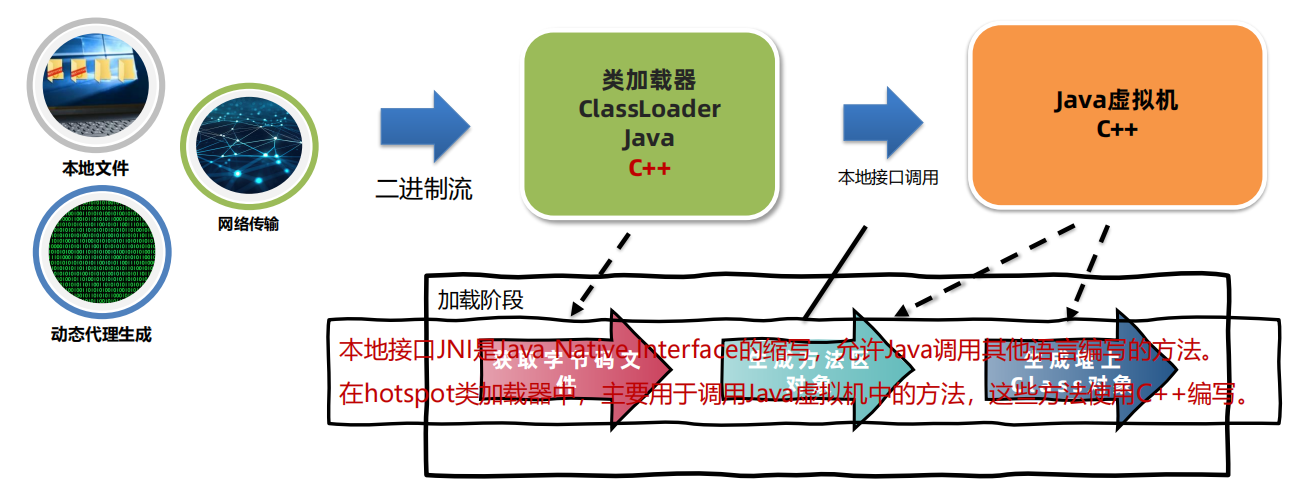 本地文件
网络传输
动态代理生成
二进制流
类加载器
ClassLoader
Java
C++
本地接口调用
Java虚拟机
C++
加载阶段
获取字节码文
件
生成方法区
对象
生成堆上
Class对象
本地接口JNI是Java Native Interface的缩写，允许Java调用其他语言编写的方法。
在hotspot类加载器中，主要用于调用Java虚拟机中的方法，这些方法使用C++编写。